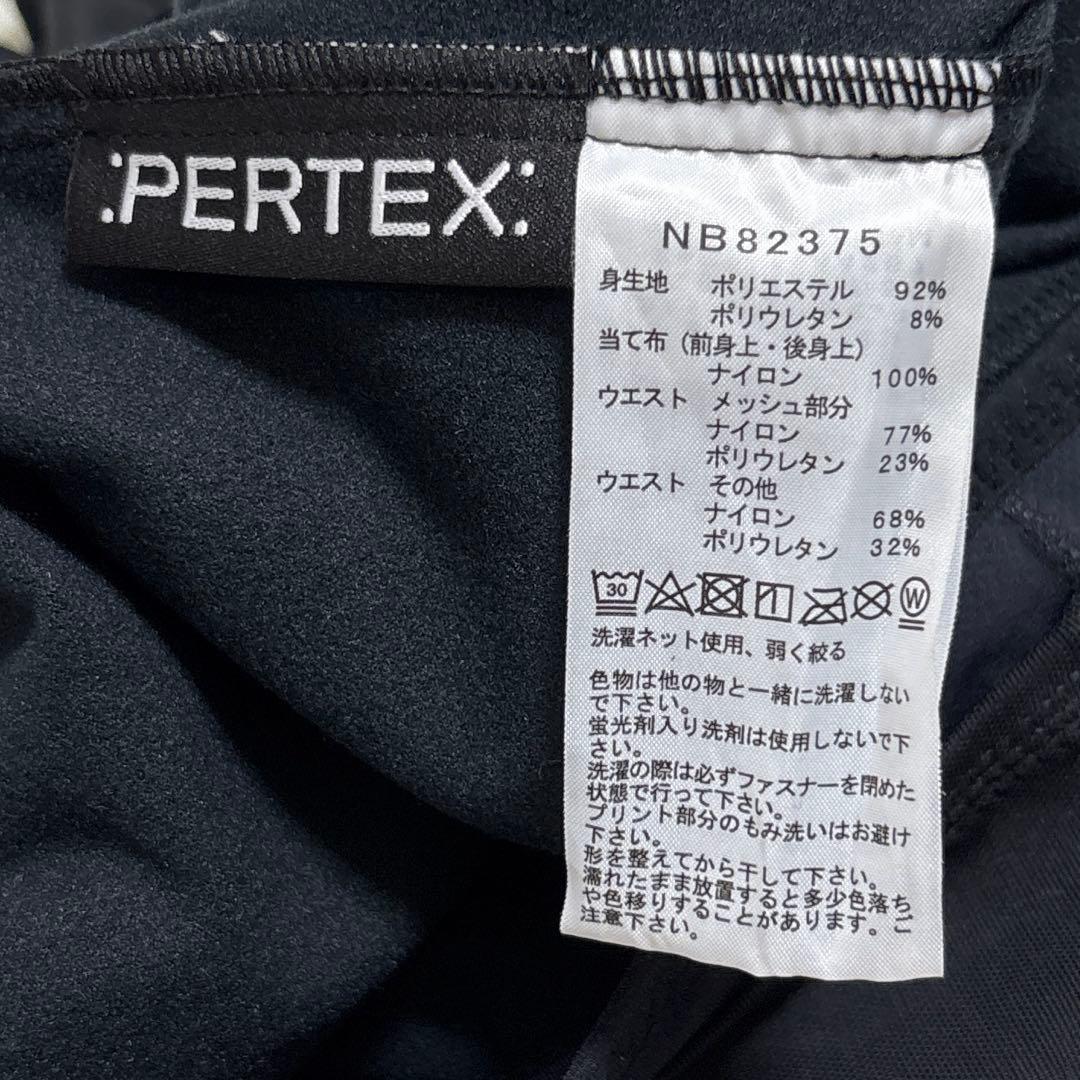 :PERTEX:
NB82375
身生地 ポリエステル 92%
ポリウレタン 8%
当て布（前身上・後身上）
ナイロン 100%
ウエスト メッシュ部分
ナイロン 77%
ポリウレタン 23%
ウエスト その他
ナイロン 68%
ポリウレタン 32%
30 W
洗濯ネット使用、弱く絞る
色物は他の物と一緒に洗濯しない
で下さい。
蛍光剤入り洗剤は使用しないで下
さい。
洗濯の際は必ずファスナーを閉めた
状態で行って下さい。
プリント部分のもみ洗いはお避け
下さい。
形を整えてから干して下さい。
濡れたまま放置すると多少色落ち
や色移りすることがあります。ご
注意下さい。